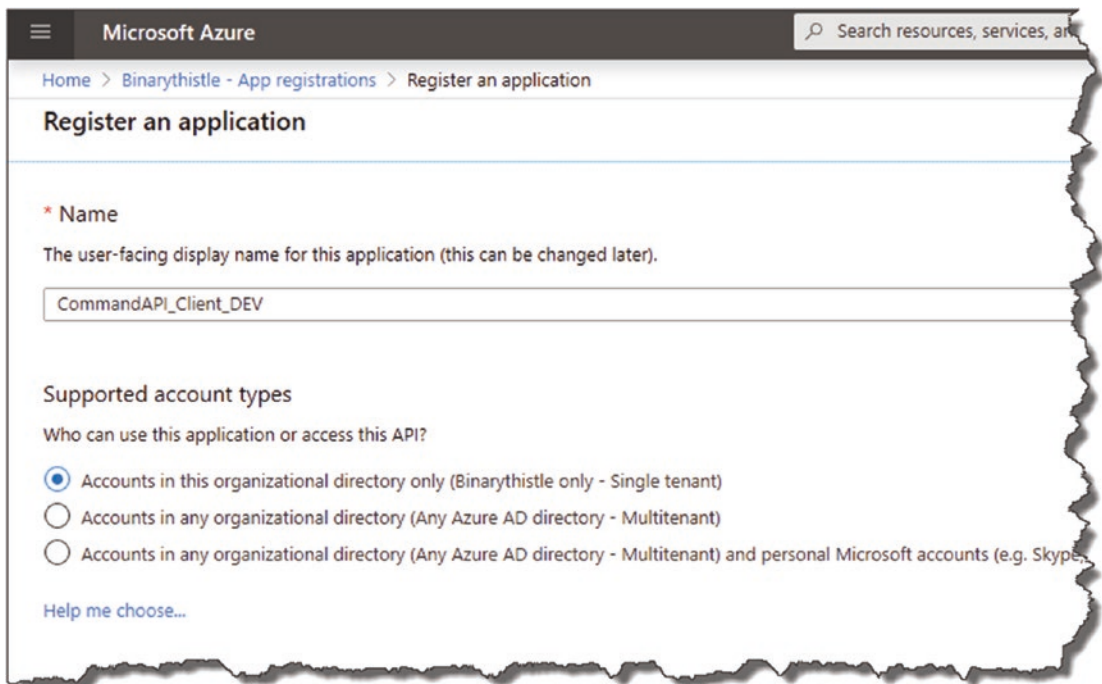 Microsoft Azure
Search resources, services,
Home > Binarythistle - App registrations > Register an application
Register an application
* Name
The user-facing display name for this application (this can be changed later).
CommandAPI_Client_DEV
Supported account types
Who can use this application or access this API?
Accounts in this organizational directory only (Binarythistle only - Single tenant)
Accounts in any organizational directory (Any Azure AD directory - Multitenant)
Accounts in any organizational directory (Any Azure AD directory - Multitenant) and personal Microsoft accounts (e.g. Skype,
Help me choose...